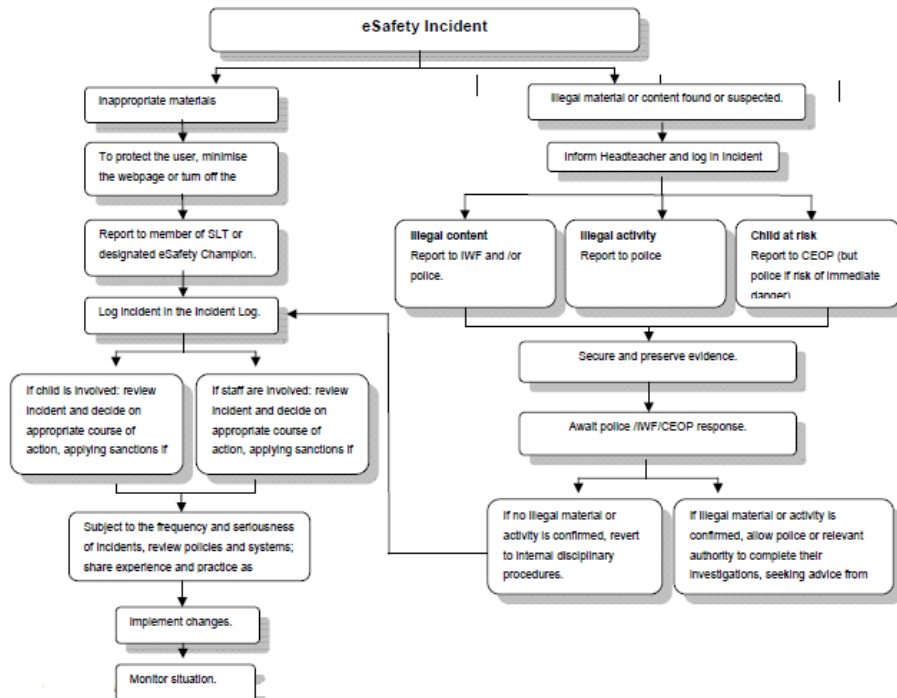 eSafety Incident
Inappropriate materials
To protect the user, minimise
the webpage or turn off the
Report to member of SLT or
designated eSafety Champion.
Log incident in the Incident Log.
If child is involved: review
incident and decide on
appropriate course of
action, applying sanctions if
If staff are involved: review
incident and decide on
appropriate course of
action, applying sanctions if
Subject to the frequency and seriousness
of incidents, review policies and systems;
share experience and practice as
Implement changes.
Monitor situation.
Illegal material or content found or suspected.
Inform Headteacher and log in Incident
Illegal content
Report to IWF and /or
police.
Illegal activity
Report to police
Child at risk
Report to CEOP (but
police if risk of immediate
danger)
Secure and preserve evidence.
Await police /IWF/CEOP response.
If no illegal material or
activity is confirmed, revert
to internal disciplinary
procedures.
If illegal material or activity is
confirmed, allow police or relevant
authority to complete their
investigations, seeking advice from